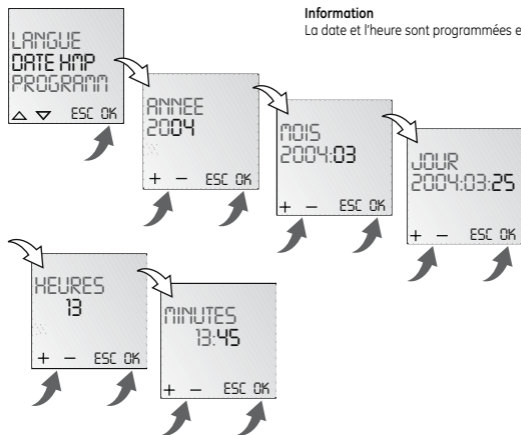 Information
La date et l'heure sont programmées e
LANGUE
DATE HMP
PROGRAMM
ESC OK
ANNEE
2004
+ − ESC OK
MOIS
2004:03
+ − ESC OK
JOUR
2004:03:25
+ − ESC OK
HEURES
13
+ − ESC OK
MINUTES
13:45
+ − ESC OK